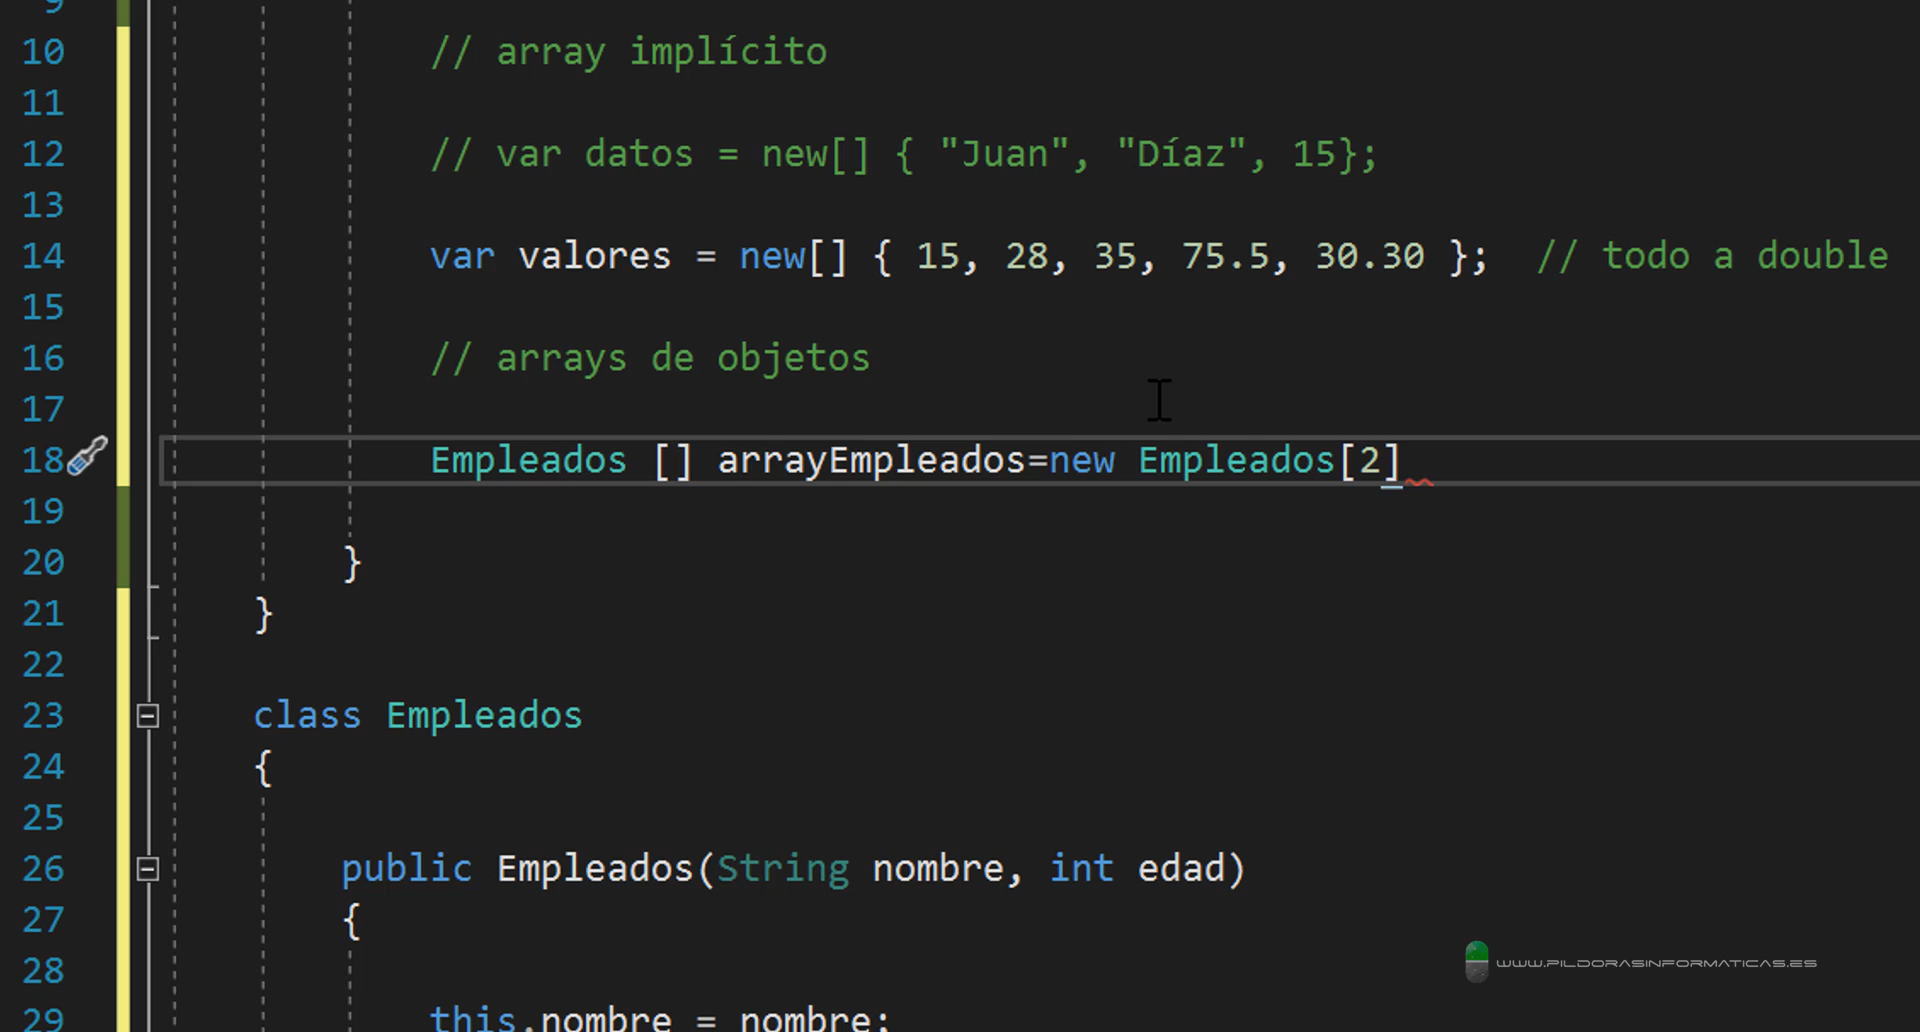 9
10 // array implícito
11
12 // var datos = new[] { "Juan", "Díaz", 15};
13
14 var valores = new[] { 15, 28, 35, 75.5, 30.30 }; // todo a double
15
16 // arrays de objetos
17
18 Empleados [] arrayEmpleados=new Empleados[2]
19
20 }
21 }
22
23 class Empleados
24 {
25
26 public Empleados(String nombre, int edad)
27 {
28
29 this.nombre = nombre;
WWW.PILDORASINFORMATICAS.ES